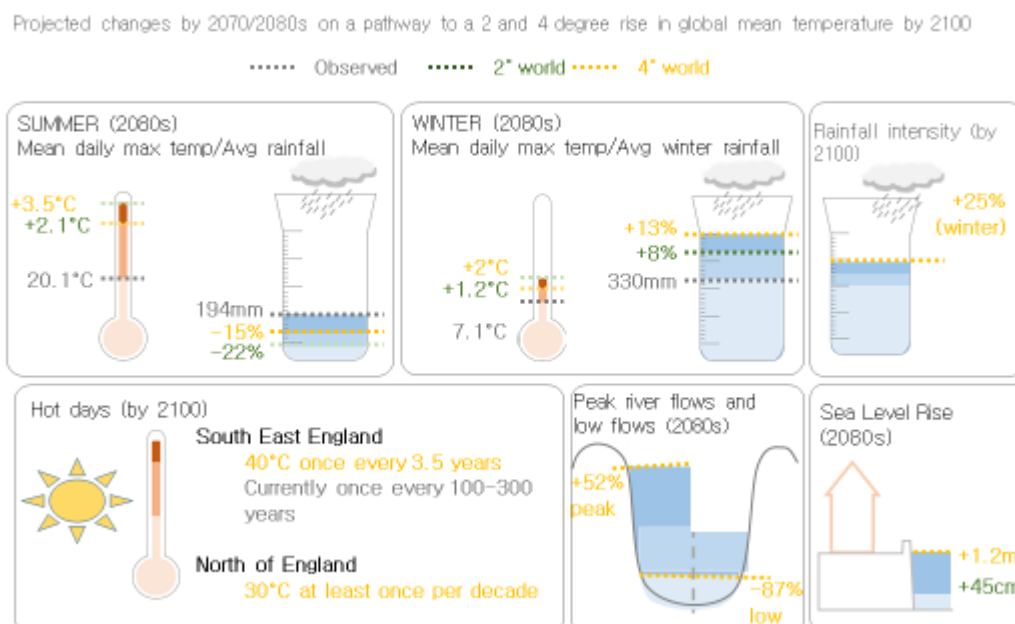 Projected changes by 2070/2080s on a pathway to a 2 and 4 degree rise in global mean temperature by 2100
Observed 2° world 4° world
SUMMER (2080s)
Mean daily max temp/Avg rainfall
+3.5°C
+2.1°C
20.1°C
194mm
-15%
-22%
WINTER (2080s)
Mean daily max temp/Avg winter rainfall
+13%
+8%
+2°C
+1.2°C
330mm
7.1°C
Rainfall intensity (by
2100)
+25%
(winter)
Hot days (by 2100)
South East England
40°C once every 3.5 years
Currently once every 100-300
years
North of England
30°C at least once per decade
Peak river flows and
low flows (2080s)
+52%
peak
-87%
low
Sea Level Rise
(2080s)
+1.2m
+45cm